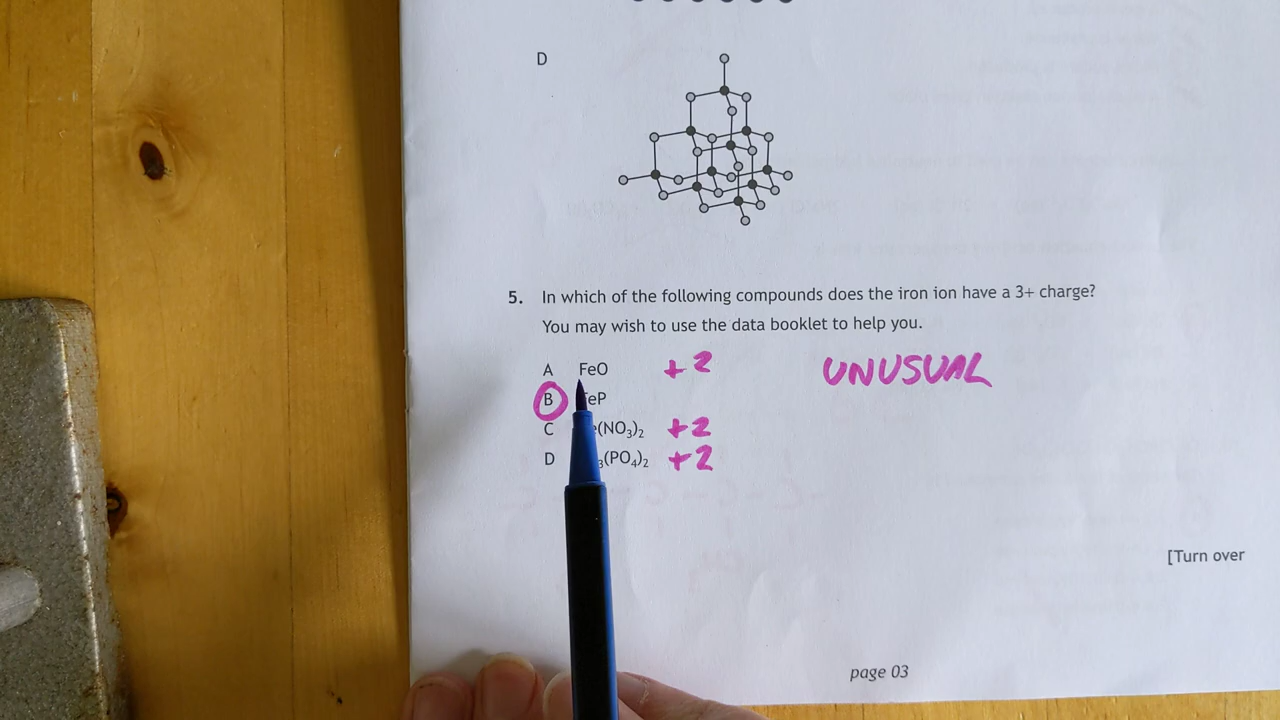 D
5. In which of the following compounds does the iron ion have a 3+ charge?
You may wish to use the data booklet to help you.
A FeO +2 UNUSUAL
B eP
C (NO₃)₂ +2
D ₃(PO₄)₂ +2
[Turn over
page 03